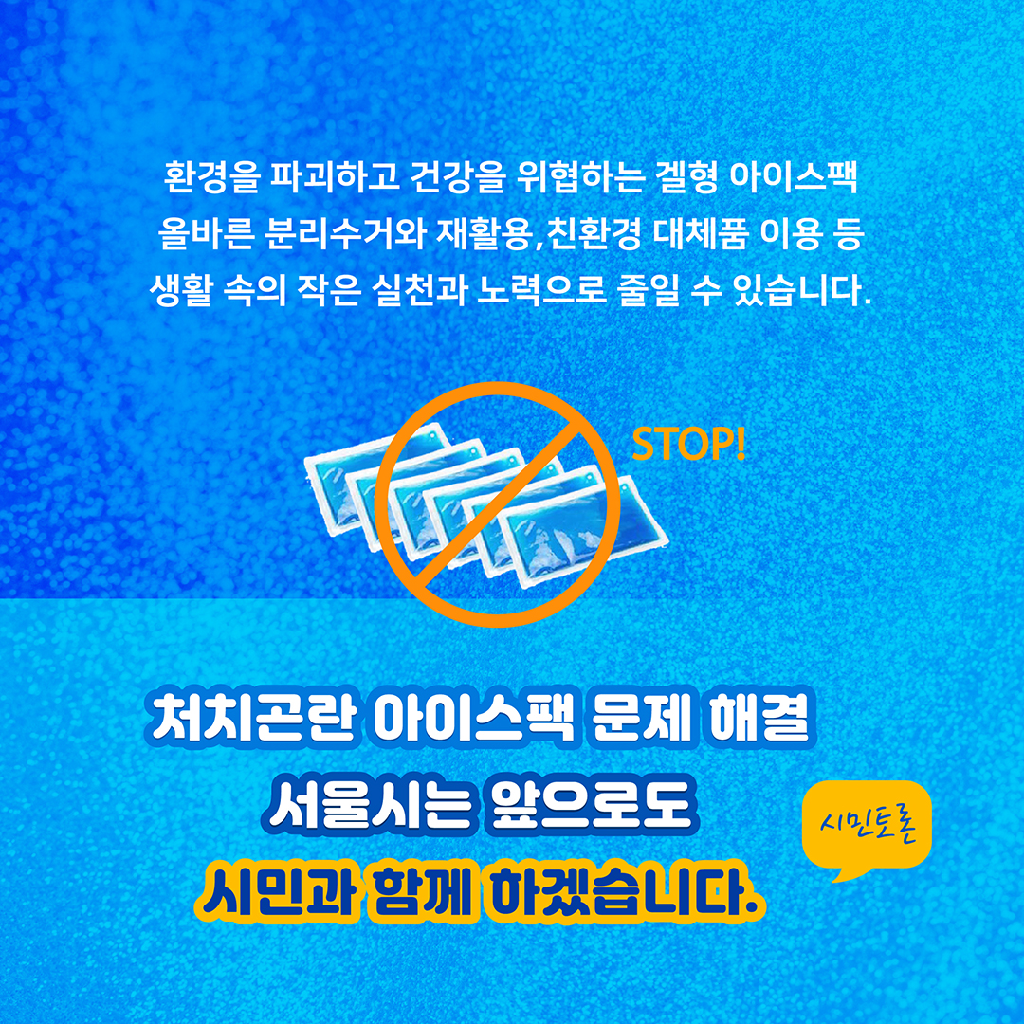 환경을 파괴하고 건강을 위협하는 겔형 아이스팩
올바른 분리수거와 재활용,친환경 대체품 이용 등
생활 속의 작은 실천과 노력으로 줄일 수 있습니다.
STOP!
처치곤란 아이스팩 문제 해결
서울시는 앞으로도
시민토론
시민과 함께 하겠습니다.